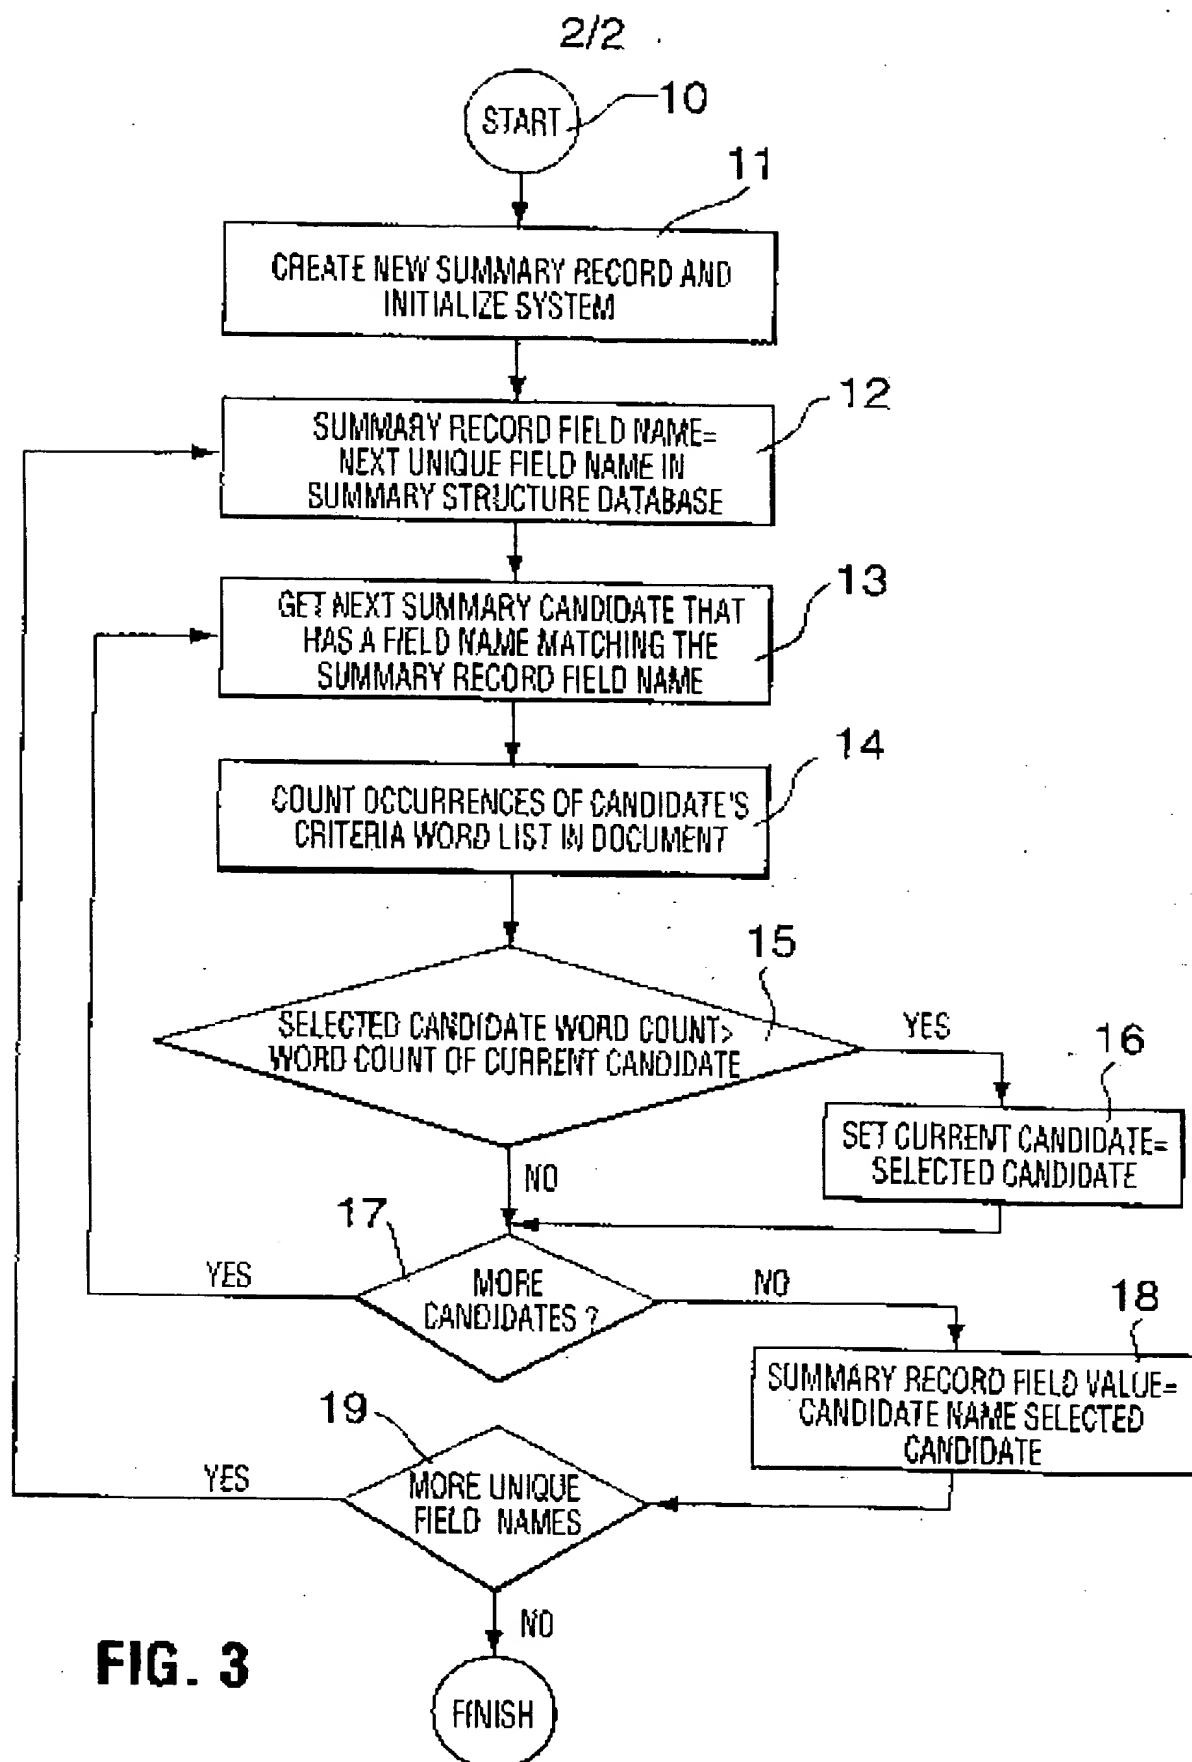 2/2
START
10
11
CREATE NEW SUMMARY RECORD AND
INITIALIZE SYSTEM
12
SUMMARY RECORD FIELD NAME=
NEXT UNIQUE FIELD NAME IN
SUMMARY STRUCTURE DATABASE
13
GET NEXT SUMMARY CANDIDATE THAT
HAS A FIELD NAME MATCHING THE
SUMMARY RECORD FIELD NAME
14
COUNT OCCURRENCES OF CANDIDATE'S
CRITERIA WORD LIST IN DOCUMENT
15
SELECTED CANDIDATE WORD COUNT>
WORD COUNT OF CURRENT CANDIDATE
YES
16
SET CURRENT CANDIDATE=
SELECTED CANDIDATE
NO
17
YES
MORE
CANDIDATES ?
NO
18
SUMMARY RECORD FIELD VALUE=
CANDIDATE NAME SELECTED
CANDIDATE
19
YES
MORE UNIQUE
FIELD NAMES
NO
FIG. 3
FINISH